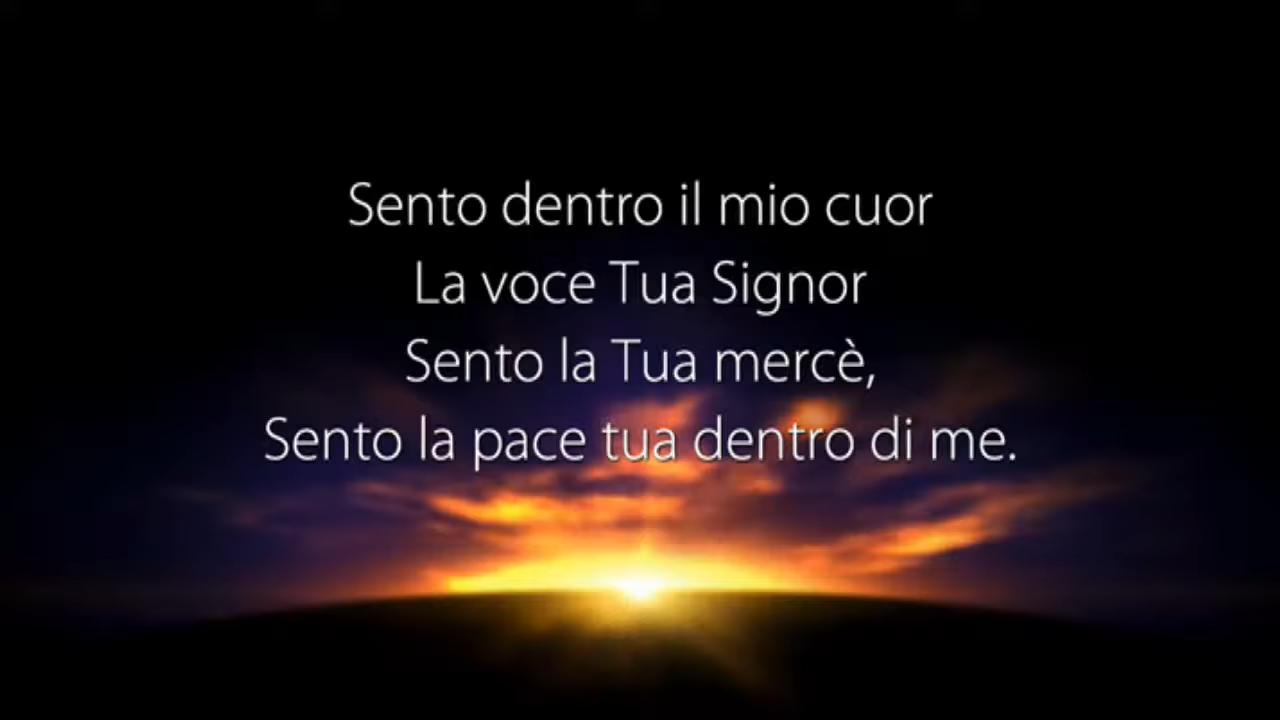 Sento dentro il mio cuor
La voce Tua Signor
Sento la Tua mercè,
Sento la pace tua dentro di me.